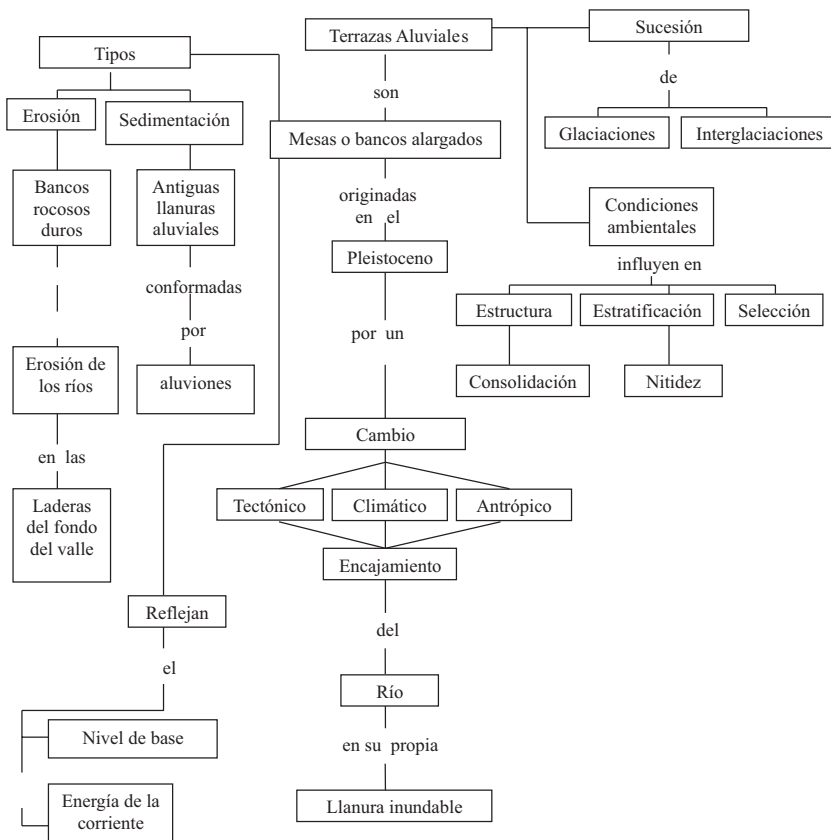 Terrazas Aluviales
Sucesión
Tipos
de
son
Erosión
Sedimentación
Glaciaciones
Interglaciaciones
Mesas o bancos alargados
Bancos
rocosos
duros
Antiguas
llanuras
aluviales
originadas
en el
Condiciones
ambientales
Pleistoceno
influyen en
conformadas
Estructura
Estratificación
Selección
por
por un
Erosión de
los ríos
aluviones
Consolidación
Nitidez
Cambio
en las
Tectónico
Climático
Antrópico
Laderas
del fondo
del valle
Encajamiento
Reflejan
del
el
Río
Nivel de base
en su propia
Energía de la
corriente
Llanura inundable